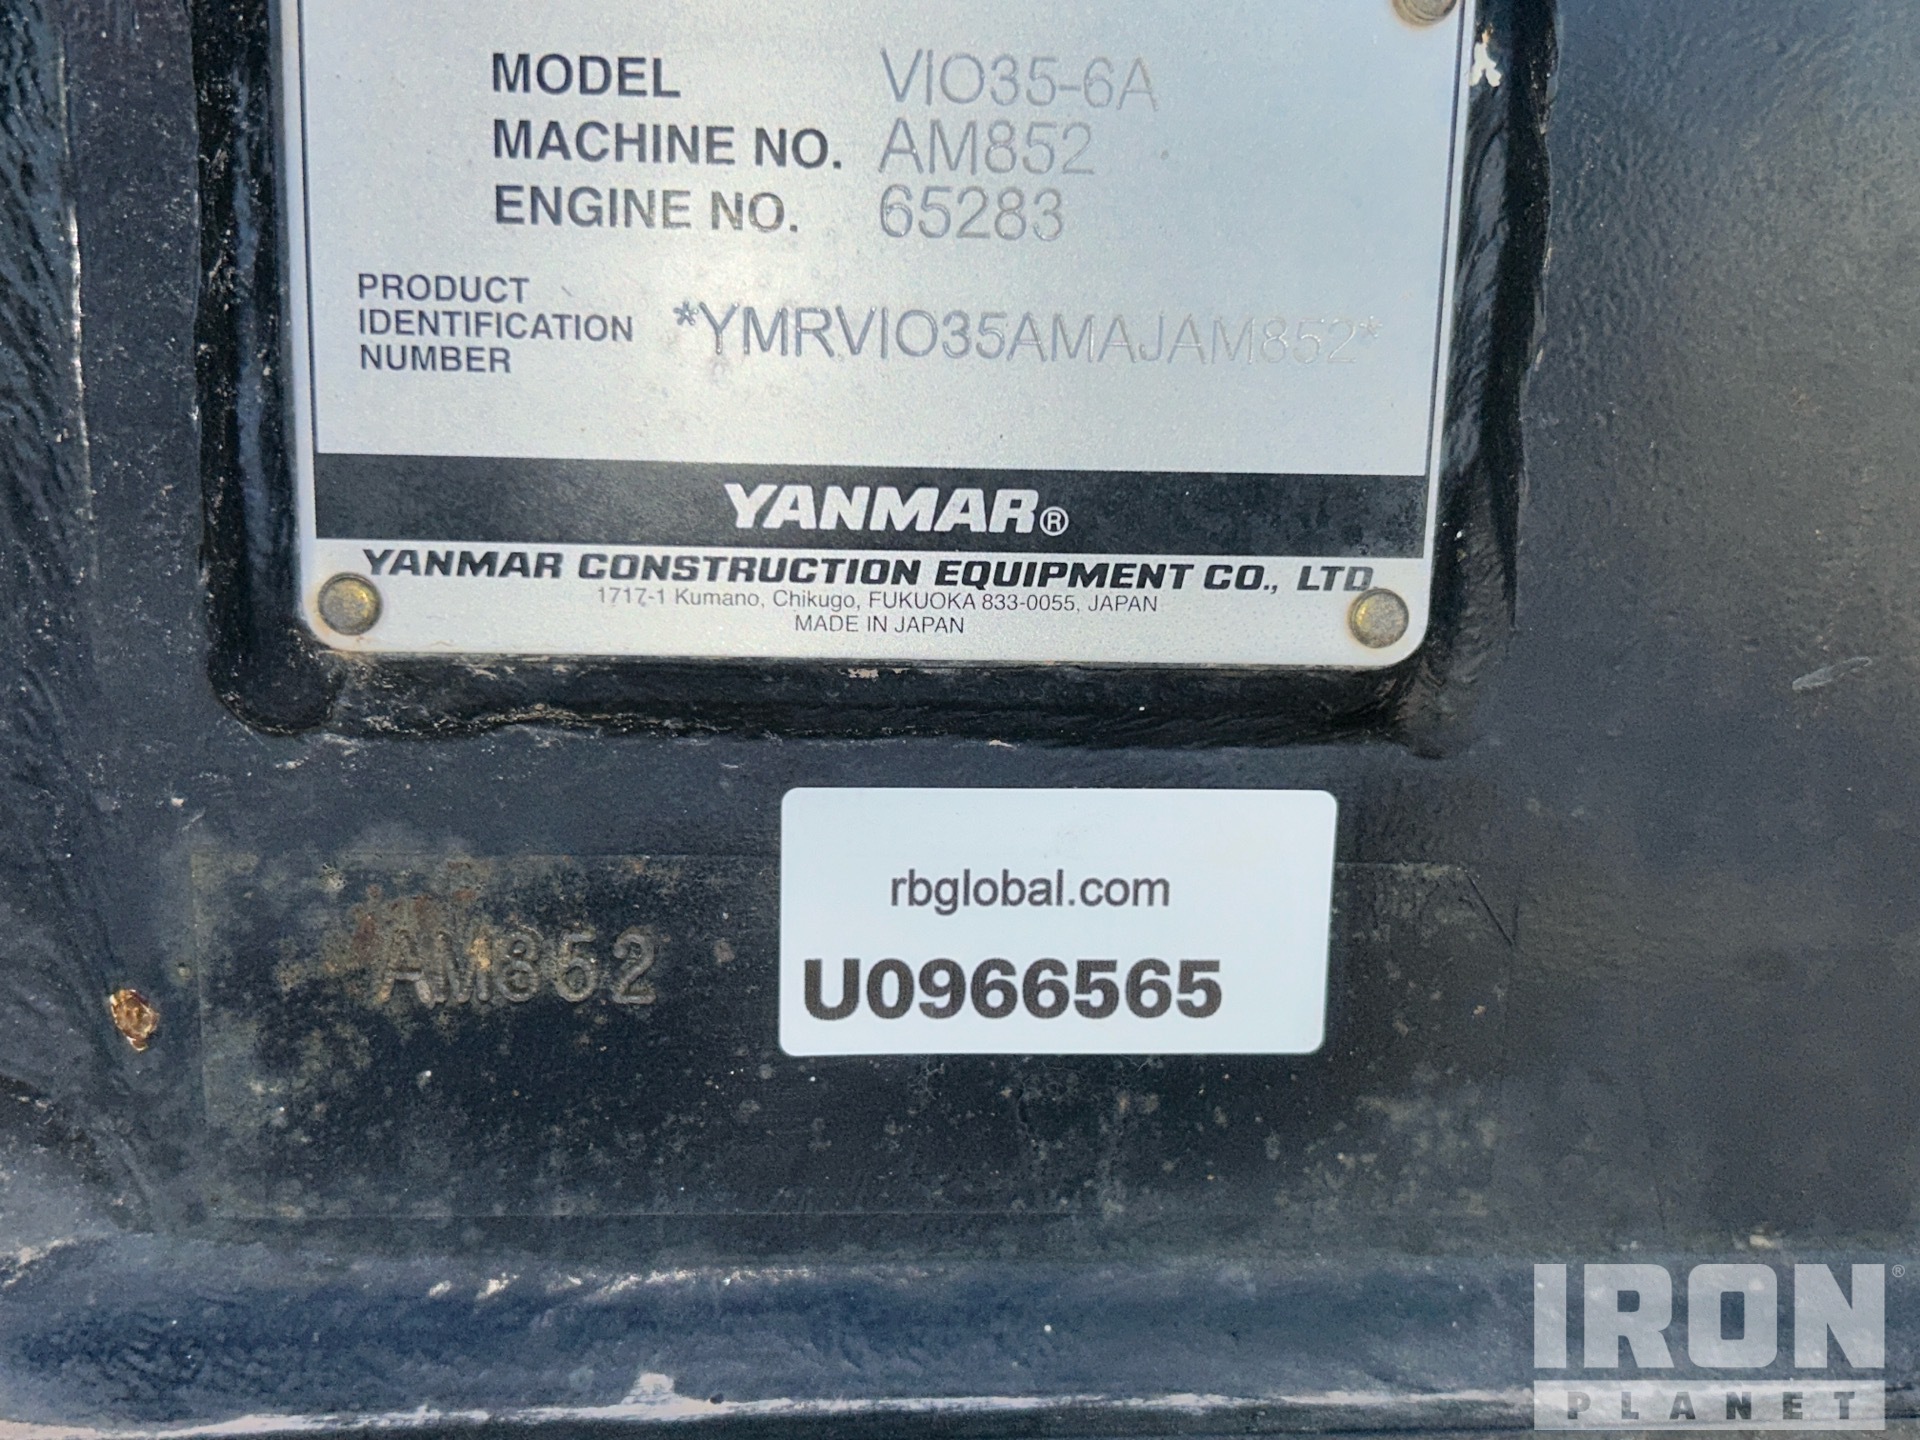 MODEL VIO35-6A
MACHINE NO. AM852
ENGINE NO. 65283
PRODUCT
IDENTIFICATION
NUMBER
*YMRVIO35AMAJAM852*
YANMAR®
YANMAR CONSTRUCTION EQUIPMENT CO., LTD.
1717-1 Kumano, Chikugo, FUKUOKA 833-0055, JAPAN
MADE IN JAPAN
AM852
rbglobal.com
U0966565
IRON®
PLANET